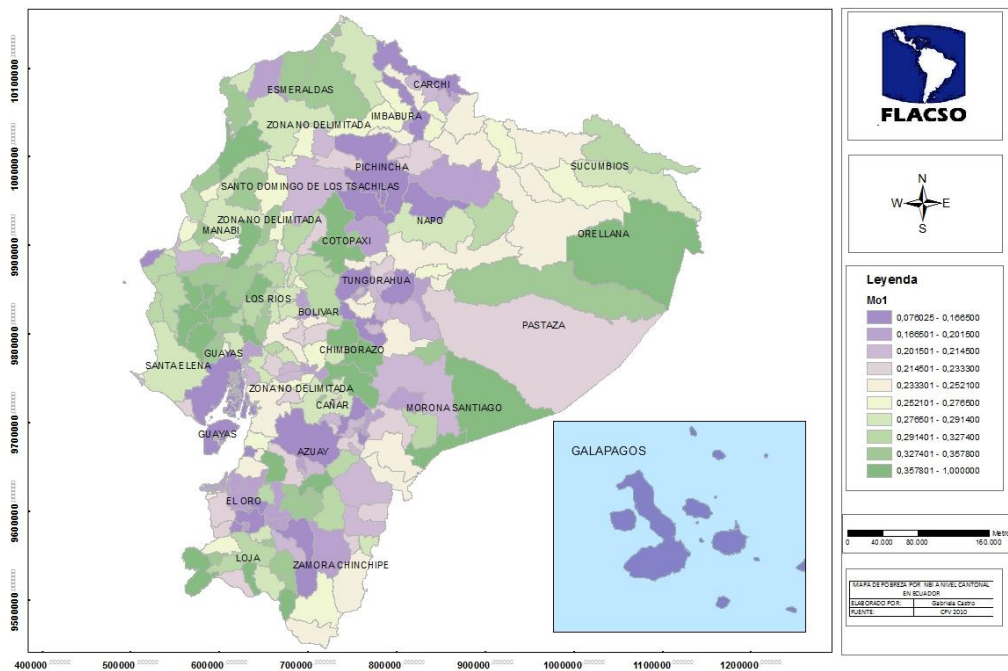 FLACSO
N
W E
S
Leyenda
Mo1
0,076025 - 0,166500
0,166501 - 0,201500
0,201501 - 0,214500
0,214501 - 0,233300
0,233301 - 0,252100
0,252101 - 0,276500
0,276501 - 0,291400
0,291401 - 0,327400
0,327401 - 0,357800
0,357801 - 1,000000
Metro
0 40.000 80.000 160.000
MAPA DE POBREZA POR NBI A NIVEL CANTONAL
EN ECUADOR
ELABORADO POR: Gabriela Castro
FUENTE: CPV 2010
CARCHI
ESMERALDAS
IMBABURA
ZONA NO DELIMITADA
PICHINCHA
SUCUMBIOS
SANTO DOMINGO DE LOS TSACHILAS
ZONA NO DELIMITADA
NAPO
MANABI
ORELLANA
COTOPAXI
TUNGURAHUA
LOS RIOS
BOLIVAR
PASTAZA
CHIMBORAZO
GUAYAS
SANTA ELENA
ZONA NO DELIMITADA
CAÑAR
MORONA SANTIAGO
GUAYAS
AZUAY
GALAPAGOS
EL ORO
LOJA
ZAMORA CHINCHIPE
10100000
10000000
9900000
9800000
9700000
9600000
9500000
400000 500000 600000 700000 800000 900000 1000000 1100000 1200000